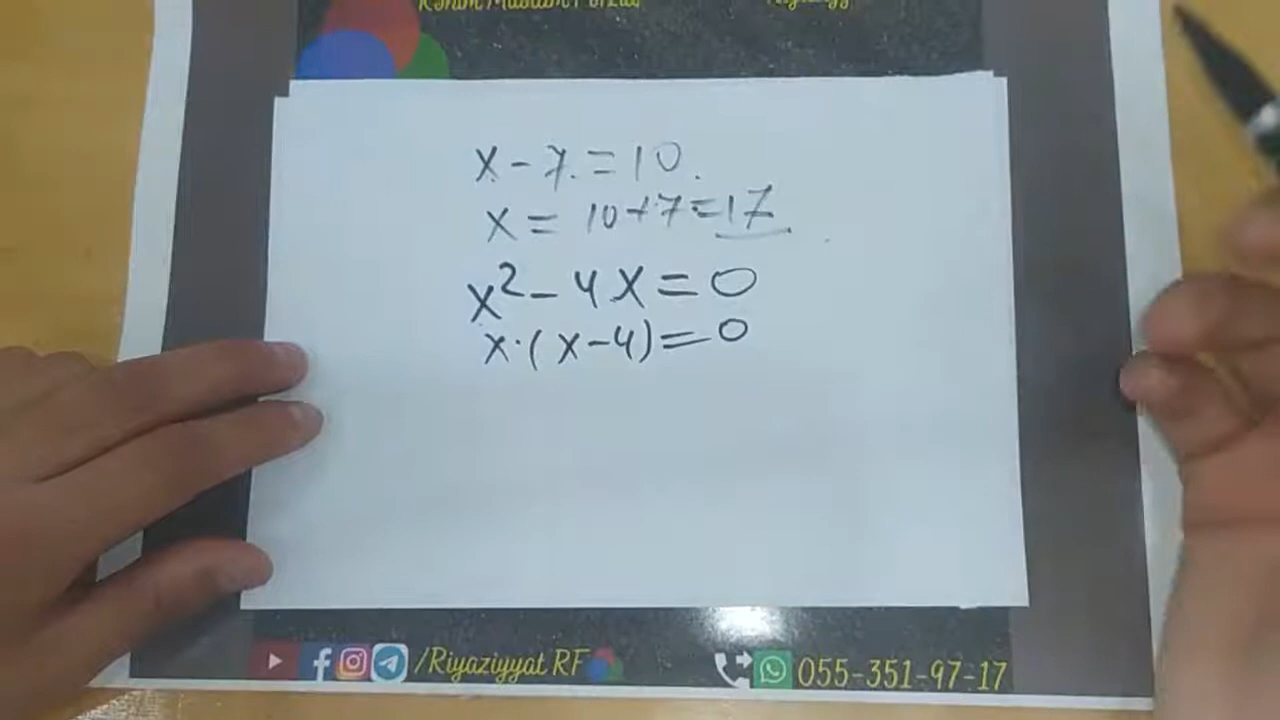 x-7=10.
x=10+7=17
x²-4x=0
x·(x-4)=0
/Riyaziyyat RF
055-351-97-17